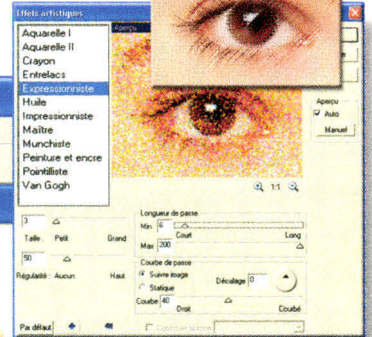 Effets artistiques
Aperçu
Aquarelle I
Aquarelle II
Crayon
Entrelacs
Expressionniste
Huile
Impressionniste
Maître
Munchiste
Peinture et encre
Pointilliste
Van Gogh
Aperçu
Auto
Manuel
1:1
3
Taille : Petit Grand
50
Régularité : Aucun Haut
Longueur de passe
Min 6
Court Long
Max 200
Courbe de passe
Suivre image
Statique
Décalage 0
Courbe 40
Droit Courbé
Par défaut